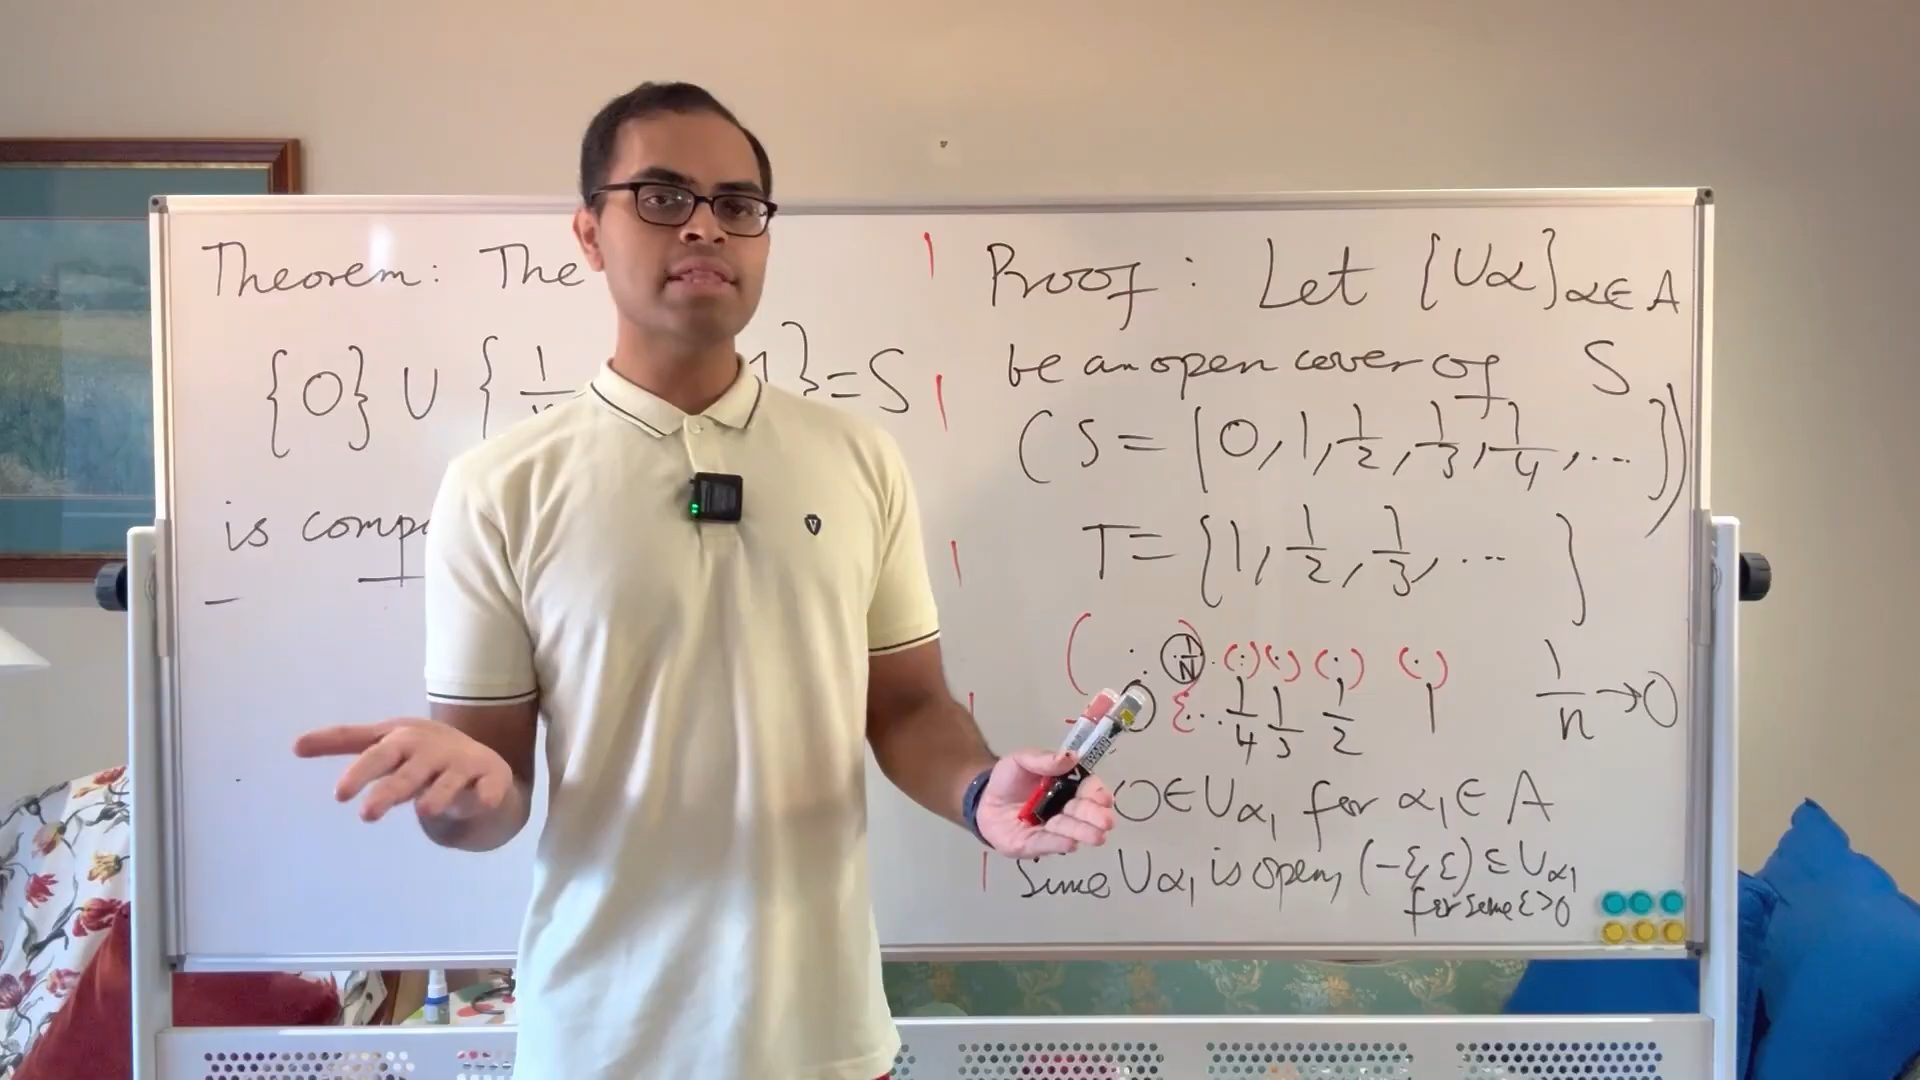 Theorem: The
{0} ∪ { 1/ 1} = S
is comp
Proof: Let {Uα}α∈A
be an open cover of S
(S = {0, 1, 1/2, 1/3, 1/4, ...})
T = {1, 1/2, 1/3, ... }
( . 1/N . (.) (.) (.) (.)
ε ... 1/4 1/3 1/2 1
1/n → 0
0 ∈ Uα1 for α1 ∈ A
Since Uα1 is open, (-ε, ε) ⊆ Uα1
for some ε>0